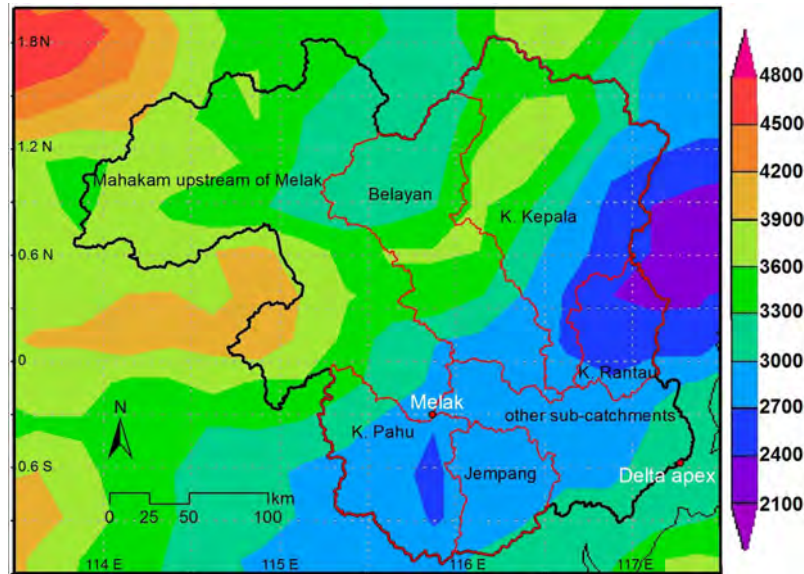 1.8 N
1.2 N
0.6 N
0
0.6 S
114 E
115 E
116 E
117 E
Mahakam upstream of Melak
Belayan
K. Kepala
K. Rantau
Melak
other sub-catchments
K. Pahu
Jempang
Delta apex
N
km
0 25 50 100
4800
4500
4200
3900
3600
3300
3000
2700
2400
2100